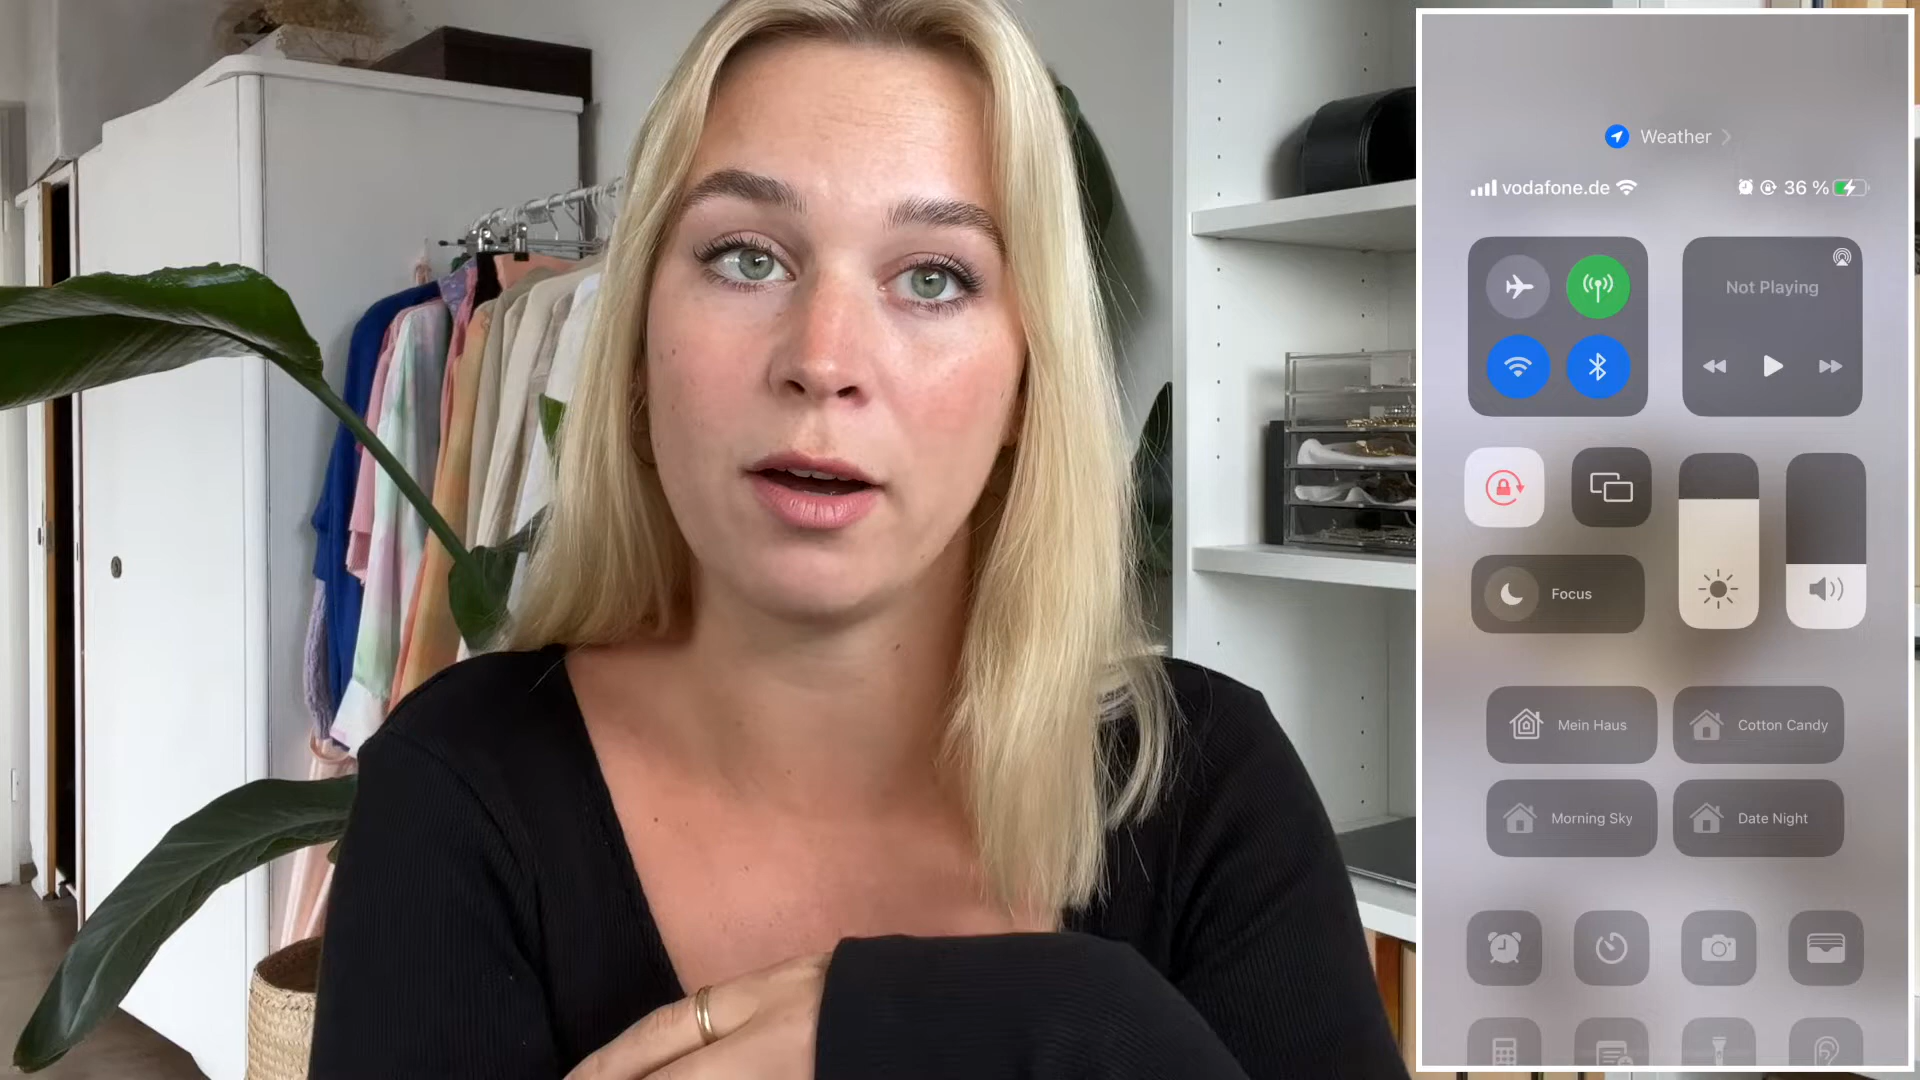 Weather
vodafone.de 36 %
Not Playing
Focus
Mein Haus
Cotton Candy
Morning Sky
Date Night